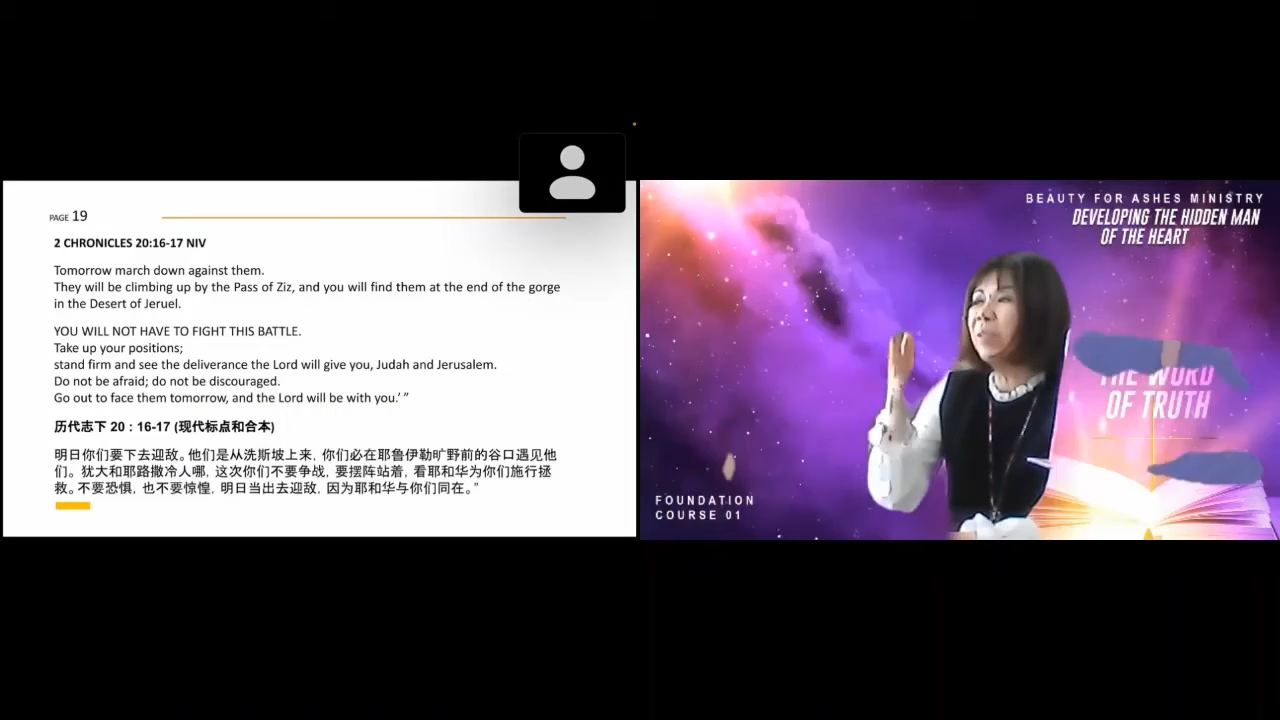 PAGE 19
2 CHRONICLES 20:16-17 NIV
Tomorrow march down against them.
They will be climbing up by the Pass of Ziz, and you will find them at the end of the gorge
in the Desert of Jeruel.
YOU WILL NOT HAVE TO FIGHT THIS BATTLE.
Take up your positions;
stand firm and see the deliverance the Lord will give you, Judah and Jerusalem.
Do not be afraid; do not be discouraged.
Go out to face them tomorrow, and the Lord will be with you.’ ”
历代志下 20 : 16-17 (现代标点和合本)
明日你们要下去迎敌。他们是从洗斯坡上来, 你们必在耶鲁伊勒旷野前的谷口遇见他
们。犹大和耶路撒冷人哪, 这次你们不要争战, 要摆阵站着, 看耶和华为你们施行拯
救。不要恐惧, 也不要惊惶, 明日当出去迎敌, 因为耶和华与你们同在。”
BEAUTY FOR ASHES MINISTRY
DEVELOPING THE HIDDEN MAN
OF THE HEART
THE WORD
OF TRUTH
FOUNDATION
COURSE 01